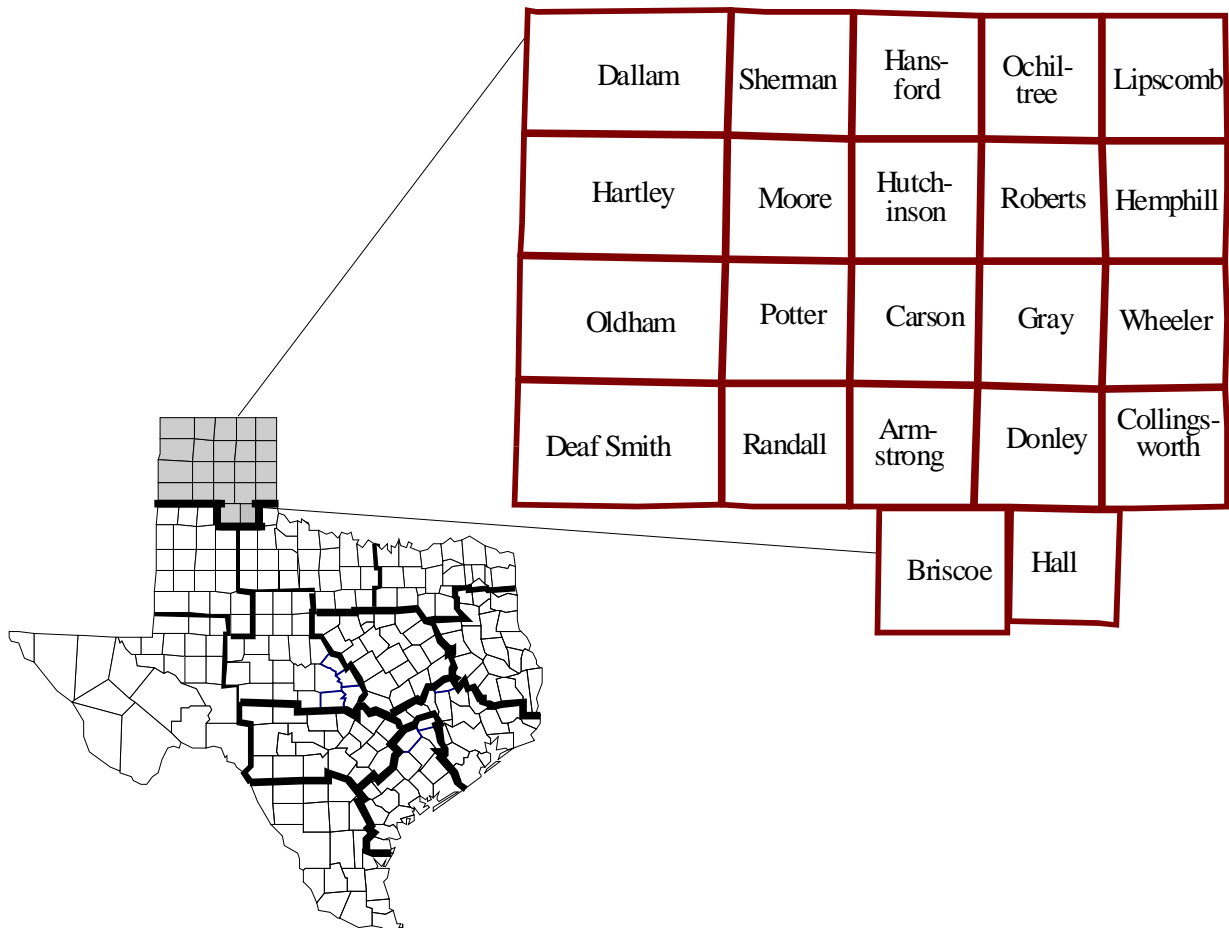 Dallam
Sherman
Hans-
ford
Ochil-
tree
Lipscomb
Hartley
Moore
Hutch-
inson
Roberts
Hemphill
Oldham
Potter
Carson
Gray
Wheeler
Deaf Smith
Randall
Arm-
strong
Donley
Collings-
worth
Briscoe
Hall